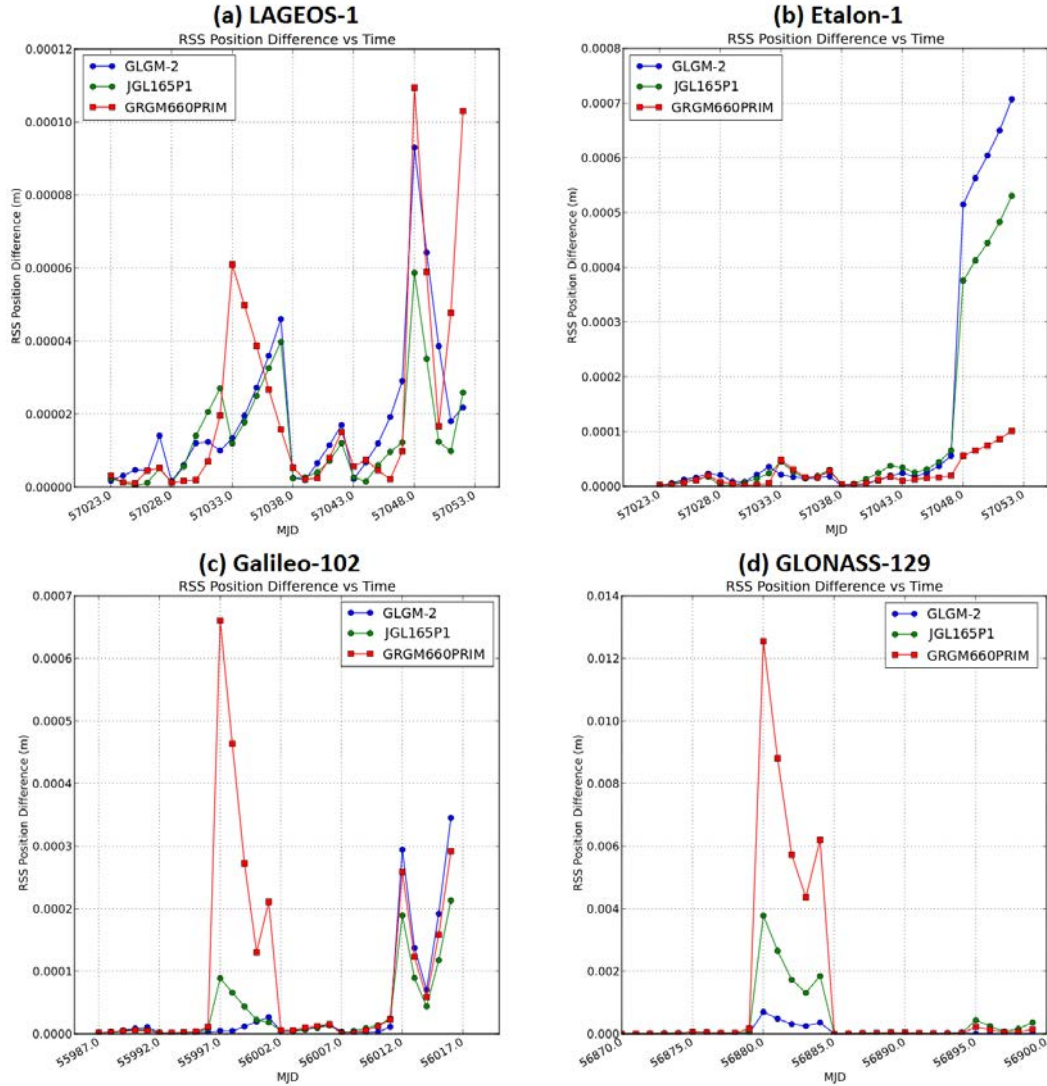 (a) LAGEOS-1
RSS Position Difference vs Time
0.00012
0.00010
0.00008
0.00006
0.00004
0.00002
0.00000
RSS Position Difference (m)
GLGM-2
JGL165P1
GRGM660PRIM
57023.0
57028.0
57033.0
57038.0
57043.0
57048.0
57053.0
MJD
(b) Etalon-1
RSS Position Difference vs Time
0.0008
0.0007
0.0006
0.0005
0.0004
0.0003
0.0002
0.0001
0.0000
RSS Position Difference (m)
GLGM-2
JGL165P1
GRGM660PRIM
57023.0
57028.0
57033.0
57038.0
57043.0
57048.0
57053.0
MJD
(c) Galileo-102
RSS Position Difference vs Time
0.0007
0.0006
0.0005
0.0004
0.0003
0.0002
0.0001
0.0000
RSS Position Difference (m)
GLGM-2
JGL165P1
GRGM660PRIM
55987.0
55992.0
55997.0
56002.0
56007.0
56012.0
56017.0
MJD
(d) GLONASS-129
RSS Position Difference vs Time
0.014
0.012
0.010
0.008
0.006
0.004
0.002
0.000
RSS Position Difference (m)
GLGM-2
JGL165P1
GRGM660PRIM
56870.0
56875.0
56880.0
56885.0
56890.0
56895.0
56900.0
MJD